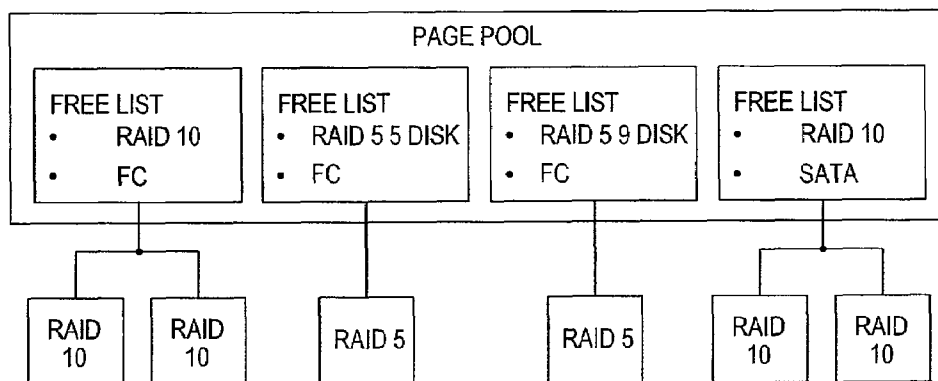 PAGE POOL
FREE LIST
• RAID 10
• FC
FREE LIST
• RAID 5 5 DISK
• FC
FREE LIST
• RAID 5 9 DISK
• FC
FREE LIST
• RAID 10
• SATA
RAID
10
RAID
10
RAID 5
RAID 5
RAID
10
RAID
10